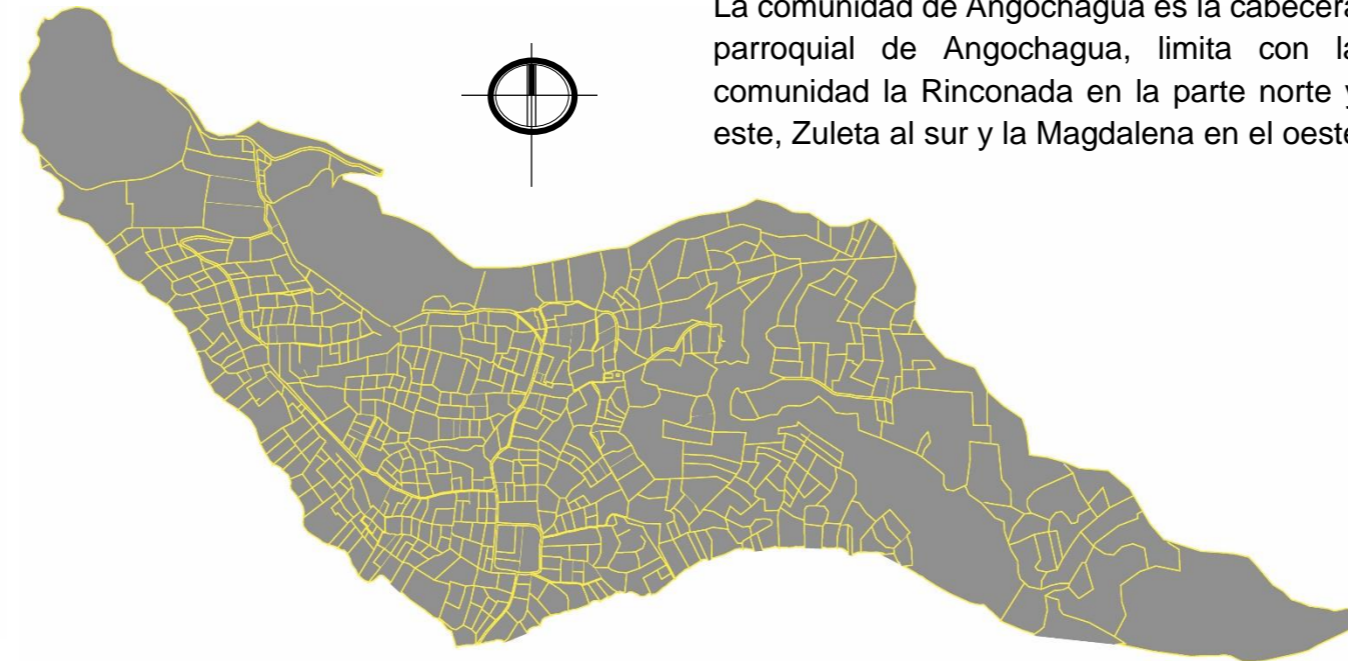 La comunidad de Angochagua es la cabecera
parroquial de Angochagua, limita con la
comunidad la Rinconada en la parte norte y
este, Zuleta al sur y la Magdalena en el oeste